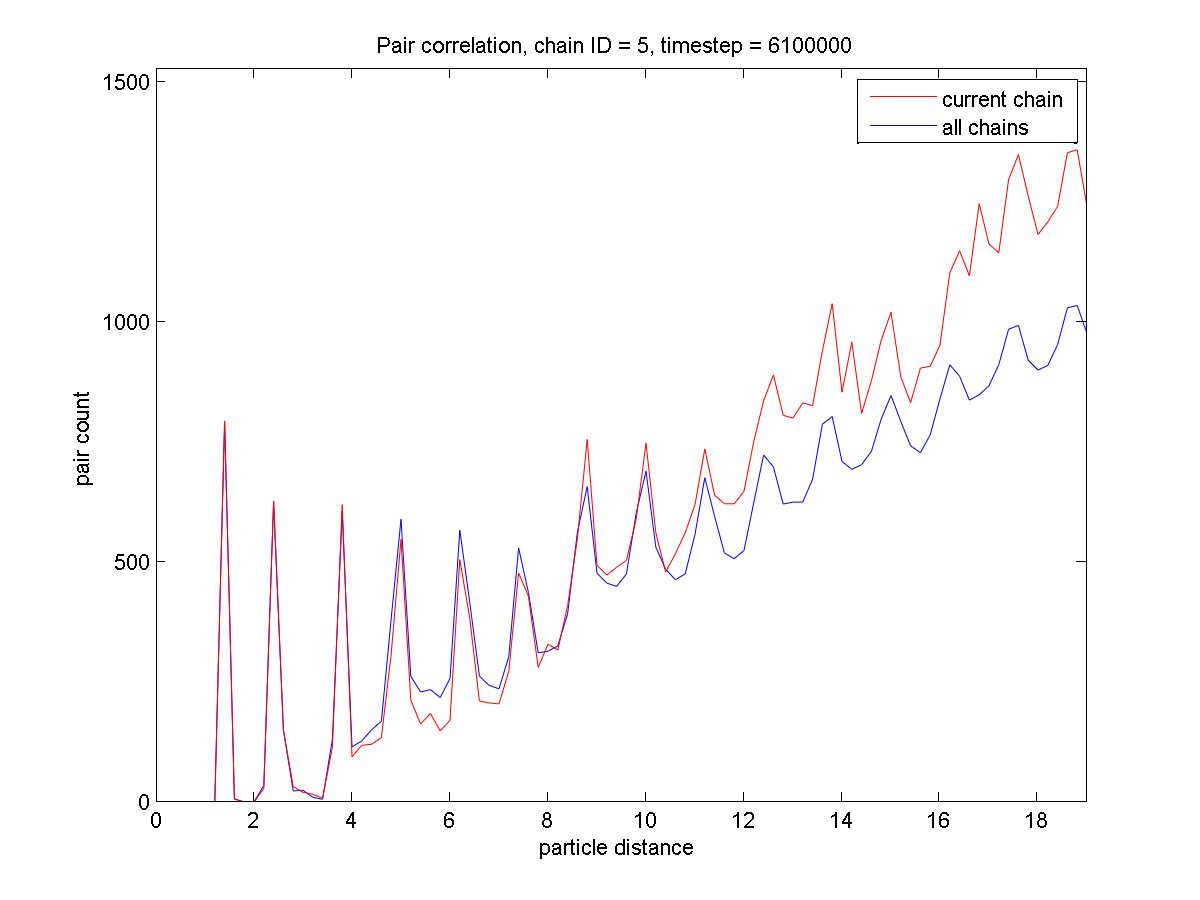 Pair correlation, chain ID = 5, timestep = 6100000
1500
current chain
all chains
1000
pair count
500
0
0 2 4 6 8 10 12 14 16 18
particle distance